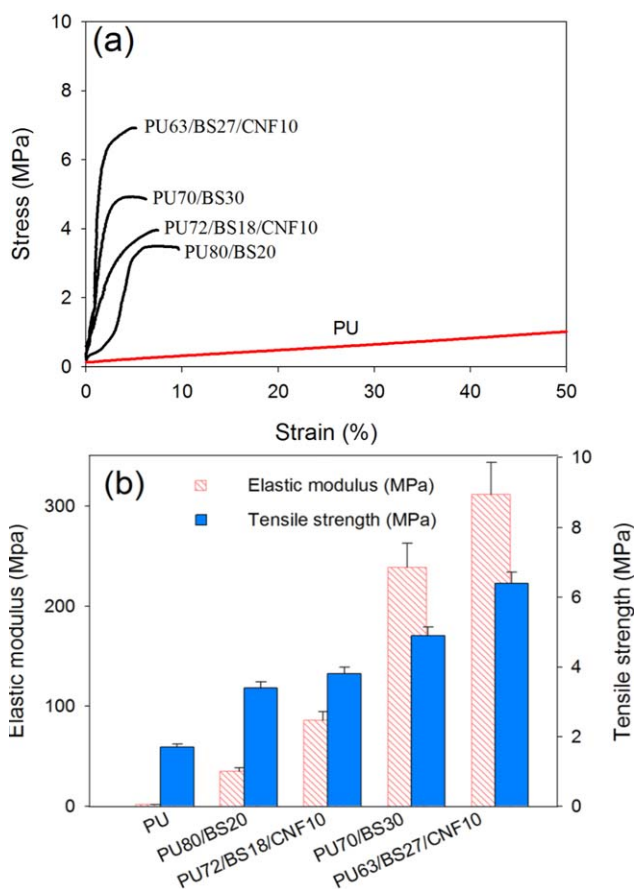 (a)
10
8
6
4
2
0
Stress (MPa)
PU63/BS27/CNF10
PU70/BS30
PU72/BS18/CNF10
PU80/BS20
PU
0 10 20 30 40 50
Strain (%)
(b)
Elastic modulus (MPa)
Tensile strength (MPa)
300
200
100
0
Elastic modulus (Mpa)
10
8
6
4
2
0
Tensile strength (MPa)
PU
PU80/BS20
PU72/BS18/CNF10
PU70/BS30
PU63/BS27/CNF10